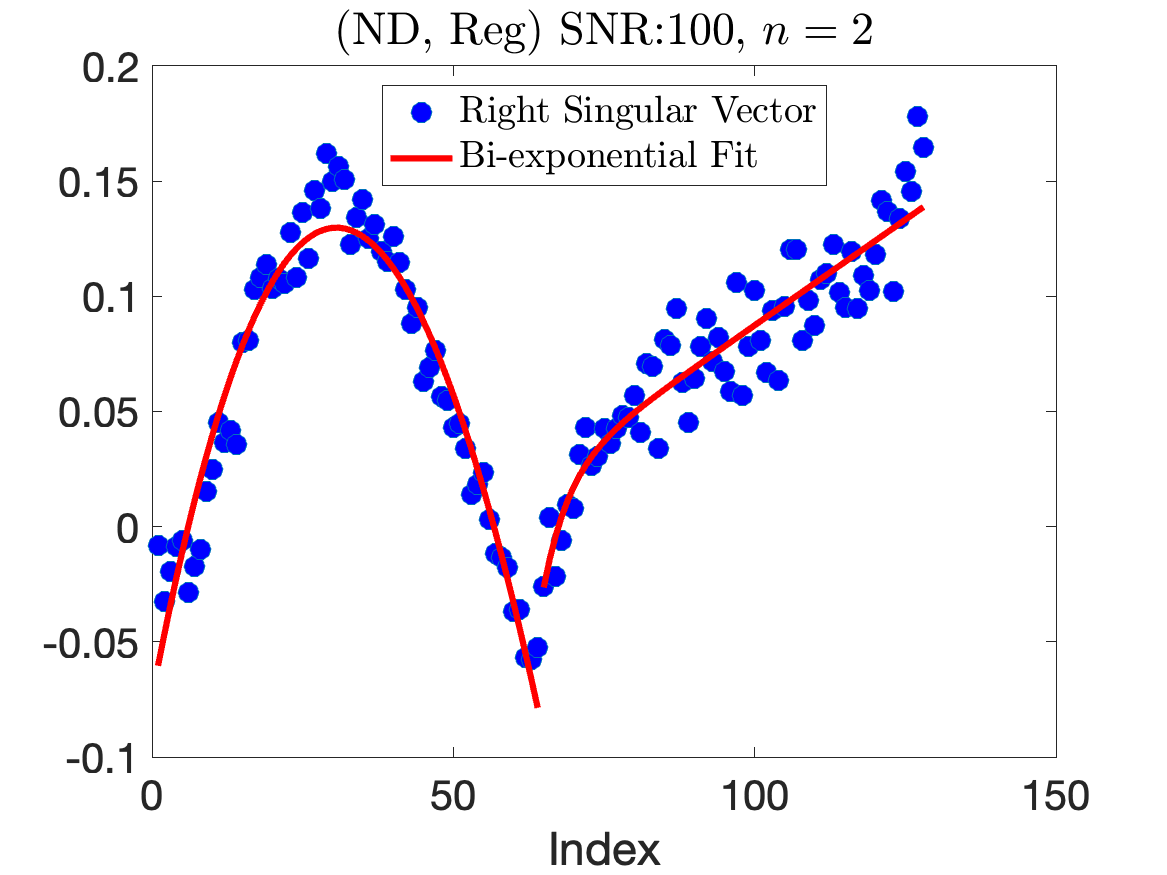 (ND, Reg) SNR:100, n = 2
0.2
0.15
0.1
0.05
0
-0.05
-0.1
Right Singular Vector
Bi-exponential Fit
0 50 100 150
Index